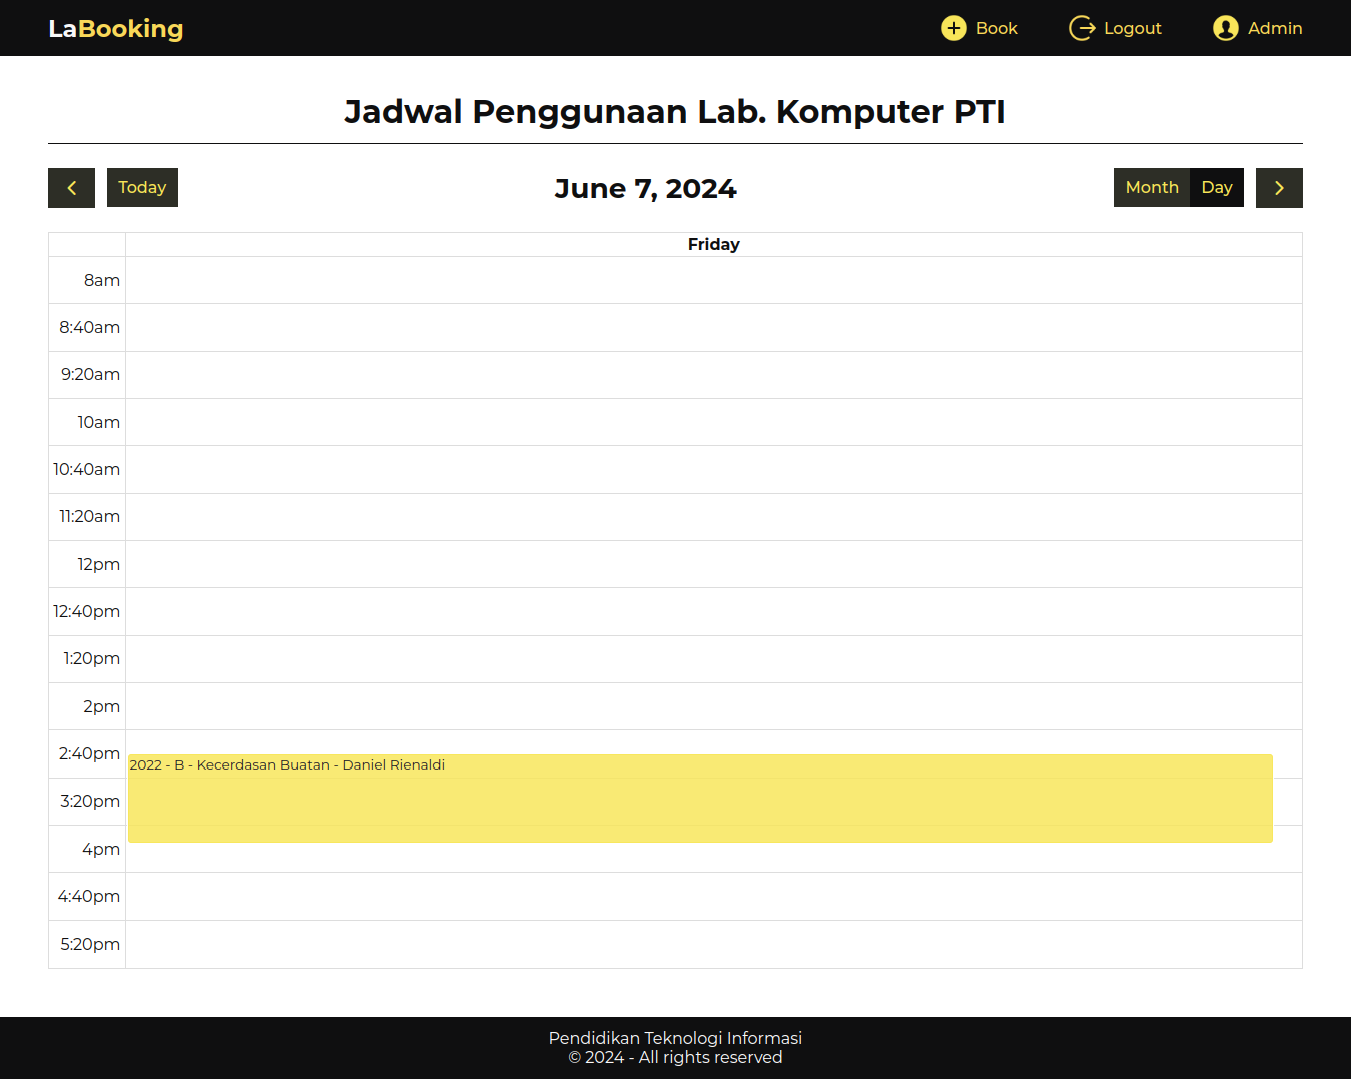 LaBooking
Book
Logout
Admin
Jadwal Penggunaan Lab. Komputer PTI
Today
June 7, 2024
Month
Day
Friday
8am
8:40am
9:20am
10am
10:40am
11:20am
12pm
12:40pm
1:20pm
2pm
2:40pm
2022 - B - Kecerdasan Buatan - Daniel Rienaldi
3:20pm
4pm
4:40pm
5:20pm
Pendidikan Teknologi Informasi
© 2024 - All rights reserved